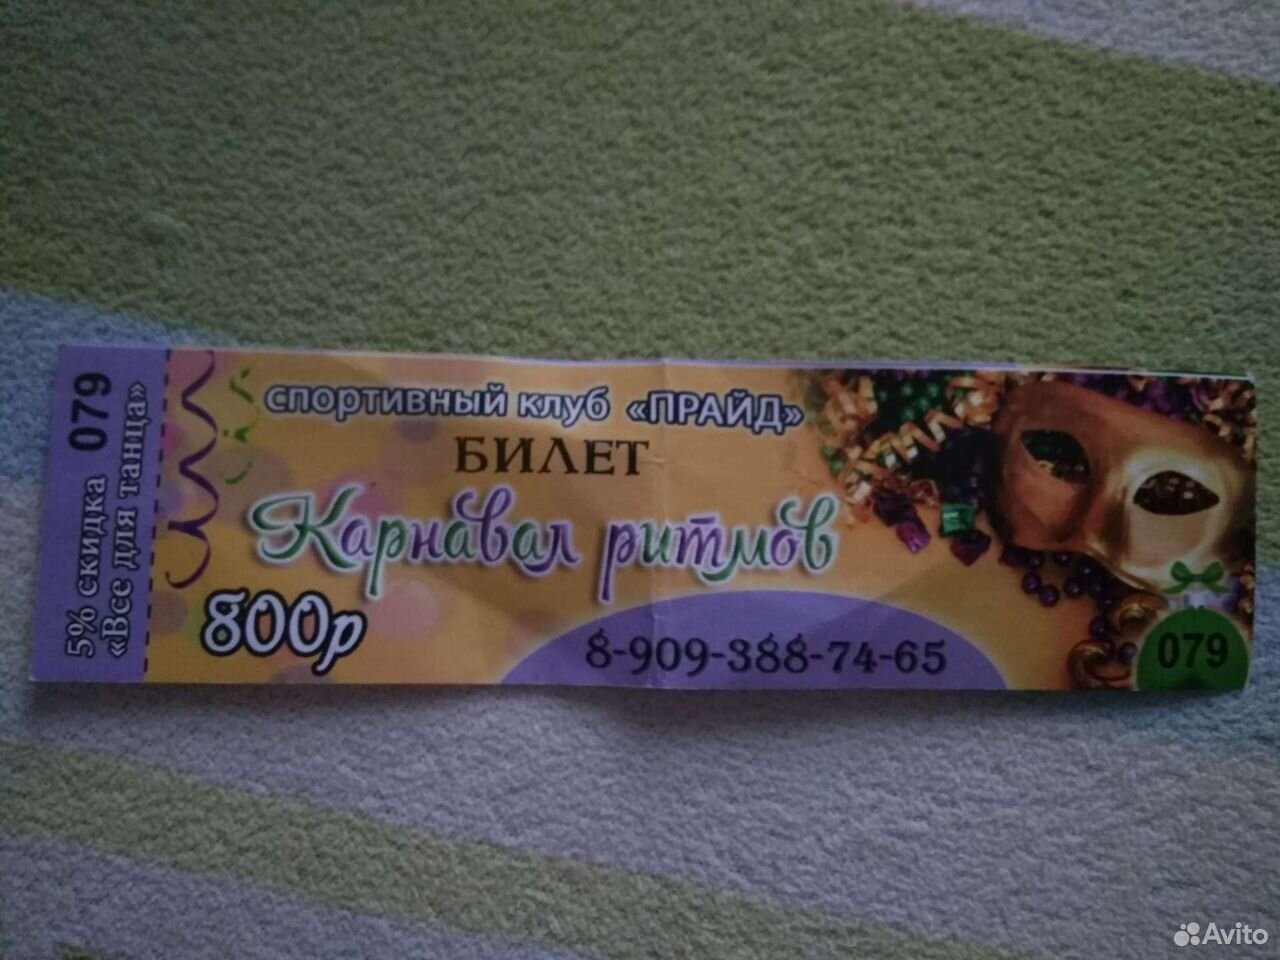 5% скидка 079
«Все для танца»
СПОРТИВНЫЙ КЛУБ «ПРАЙД»
БИЛЕТ
Карнавал ритмов
800р
8-909-388-74-65
079
Avito